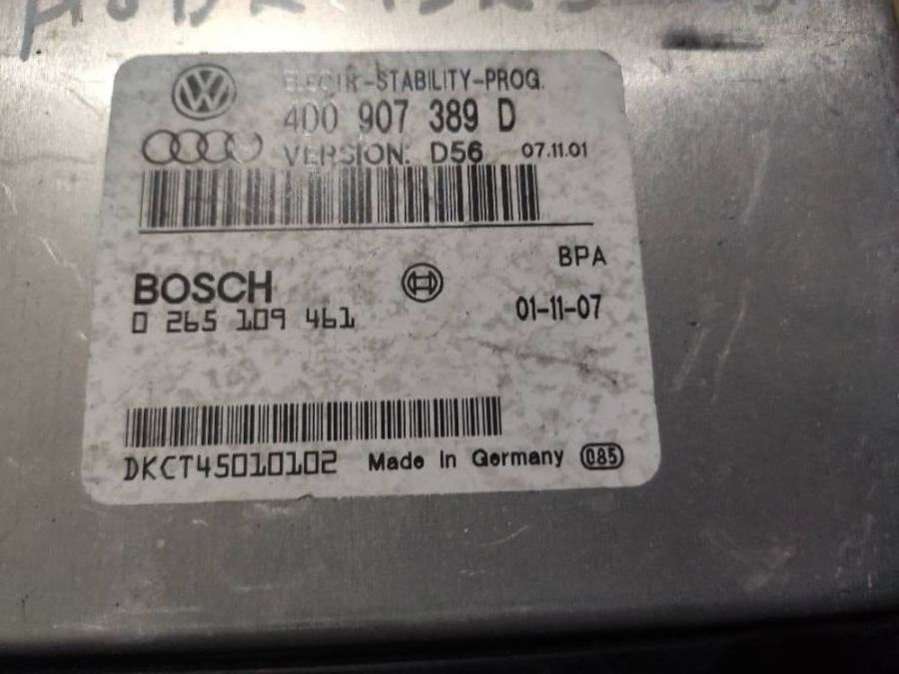 ELECTR-STABILITY-PROG.
4D0 907 389 D
VERSION: D56 07.11.01
BPA
BOSCH
0 265 109 461 01-11-07
DKCT45010102 Made in Germany 085